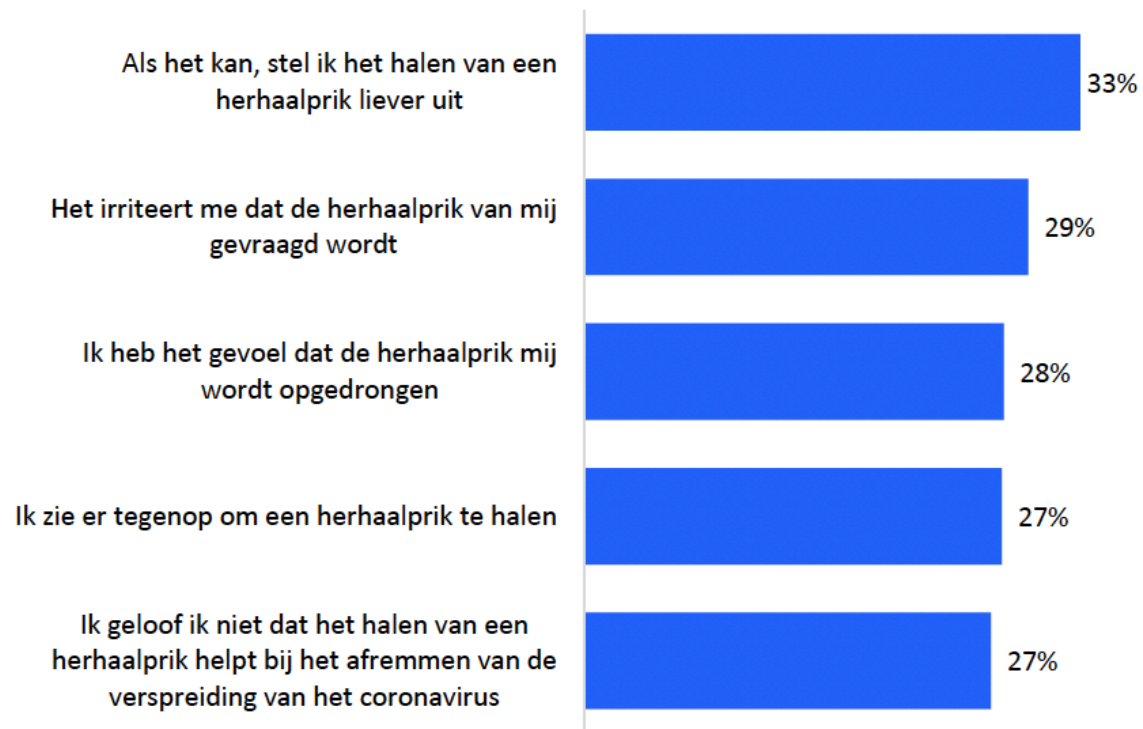 Als het kan, stel ik het halen van een
herhaalprik liever uit
33%
Het irriteert me dat de herhaalprik van mij
gevraagd wordt
29%
Ik heb het gevoel dat de herhaalprik mij
wordt opgedrongen
28%
Ik zie er tegenop om een herhaalprik te halen
27%
Ik geloof ik niet dat het halen van een
herhaalprik helpt bij het afremmen van de
verspreiding van het coronavirus
27%